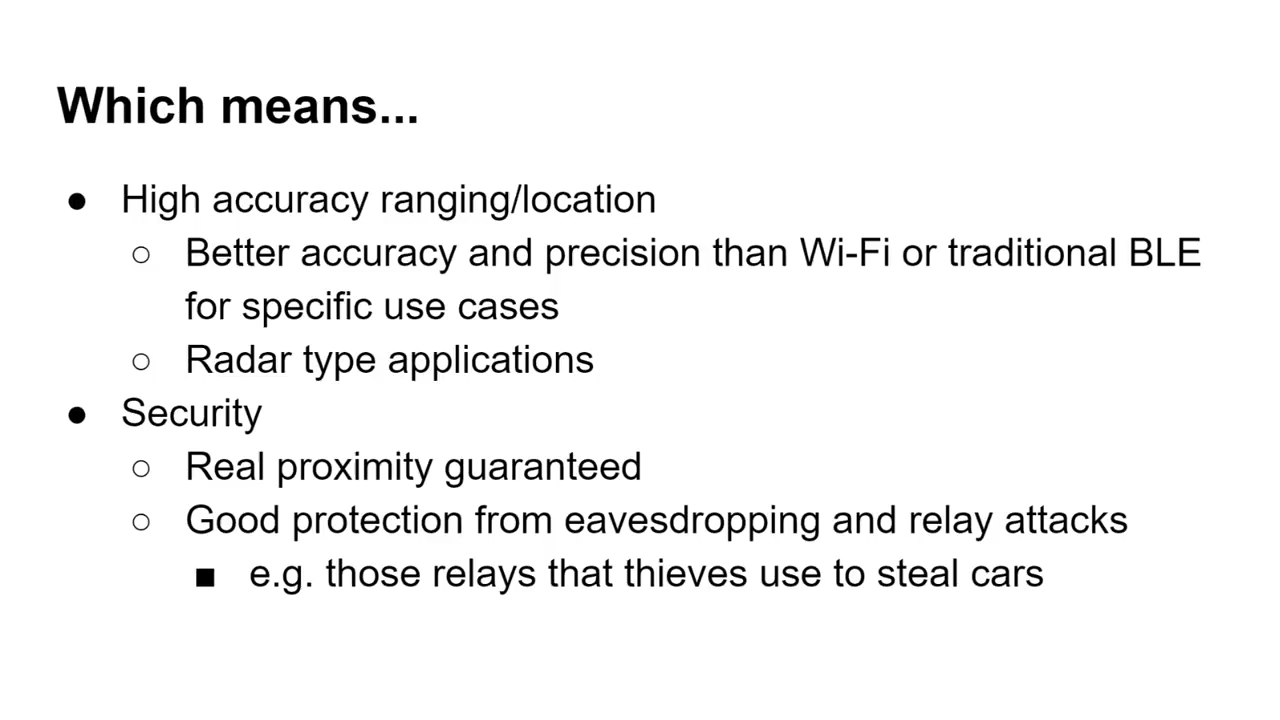 Which means...
● High accuracy ranging/location
○ Better accuracy and precision than Wi-Fi or traditional BLE
for specific use cases
○ Radar type applications
● Security
○ Real proximity guaranteed
○ Good protection from eavesdropping and relay attacks
■ e.g. those relays that thieves use to steal cars